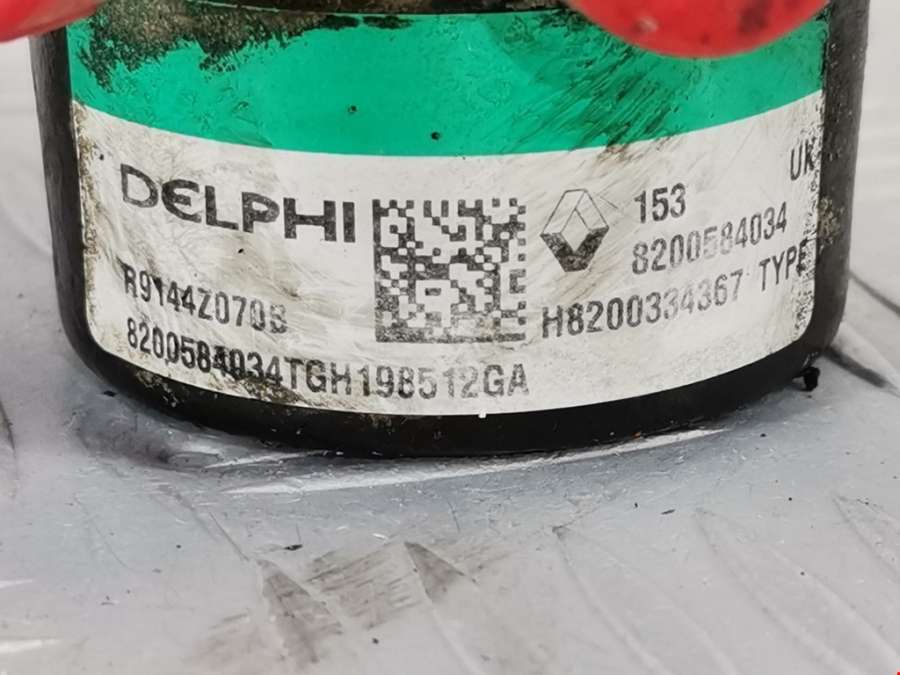 DELPHI
R9144Z070B
8200584034TGH198512GA
153
UK
8200584034
H8200334367 TYPE